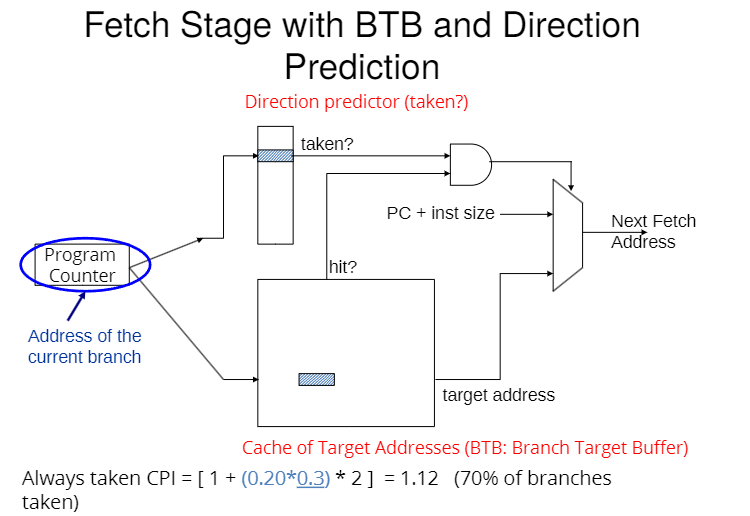 Fetch Stage with BTB and Direction
Prediction
Direction predictor (taken?)
taken?
PC + inst size
Next Fetch
Address
Program
Counter
hit?
Address of the
current branch
target address
Cache of Target Addresses (BTB: Branch Target Buffer)
Always taken CPI = [ 1 + (0.20*0.3) * 2 ]  = 1.12   (70% of branches
taken)